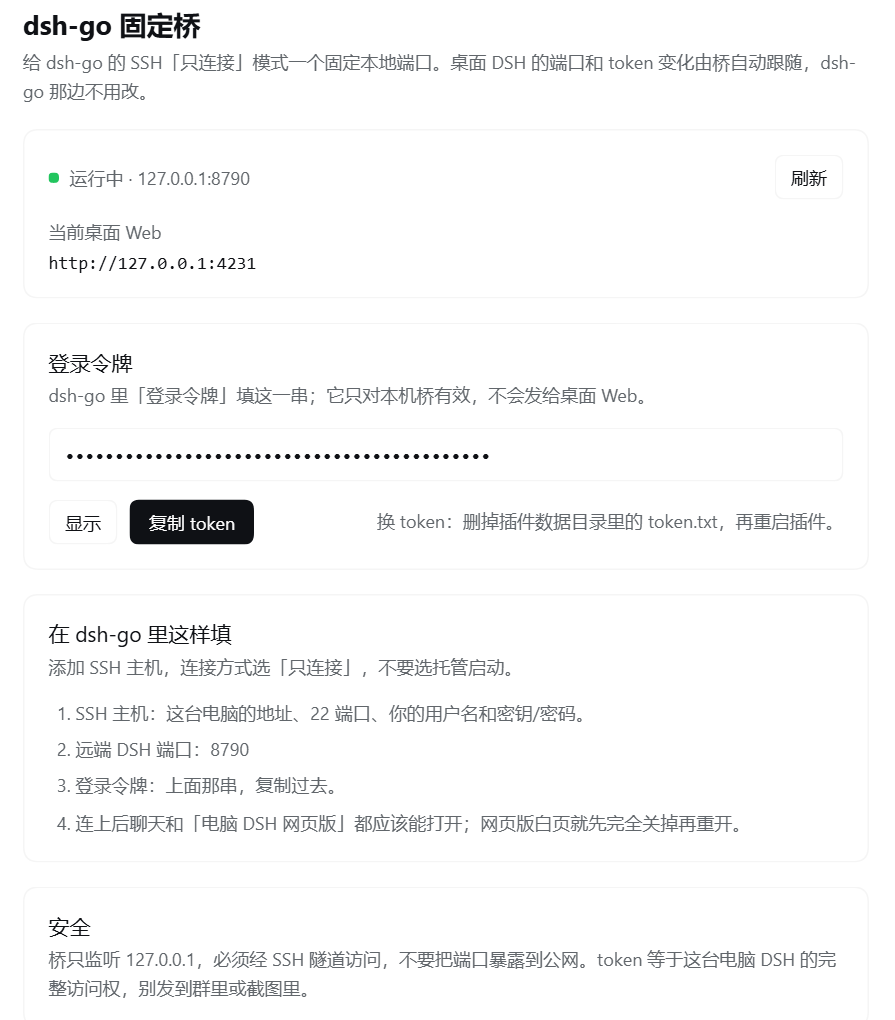 dsh-go 固定桥
给 dsh-go 的 SSH「只连接」模式一个固定本地端口。桌面 DSH 的端口和 token 变化由桥自动跟随，dsh-
go 那边不用改。
运行中 · 127.0.0.1:8790
刷新
当前桌面 Web
http://127.0.0.1:4231
登录令牌
dsh-go 里「登录令牌」填这一串；它只对本机桥有效，不会发给桌面 Web。
•••••••••••••••••••••••••••••••••••••••••••
显示
复制 token
换 token：删掉插件数据目录里的 token.txt，再重启插件。
在 dsh-go 里这样填
添加 SSH 主机，连接方式选「只连接」，不要选托管启动。
1. SSH 主机：这台电脑的地址、22 端口、你的用户名和密钥/密码。
2. 远端 DSH 端口：8790
3. 登录令牌：上面那串，复制过去。
4. 连上后聊天和「电脑 DSH 网页版」都应该能打开；网页版白页就先完全关掉再重开。
安全
桥只监听 127.0.0.1，必须经 SSH 隧道访问，不要把端口暴露到公网。token 等于这台电脑 DSH 的完
整访问权，别发到群里或截图里。